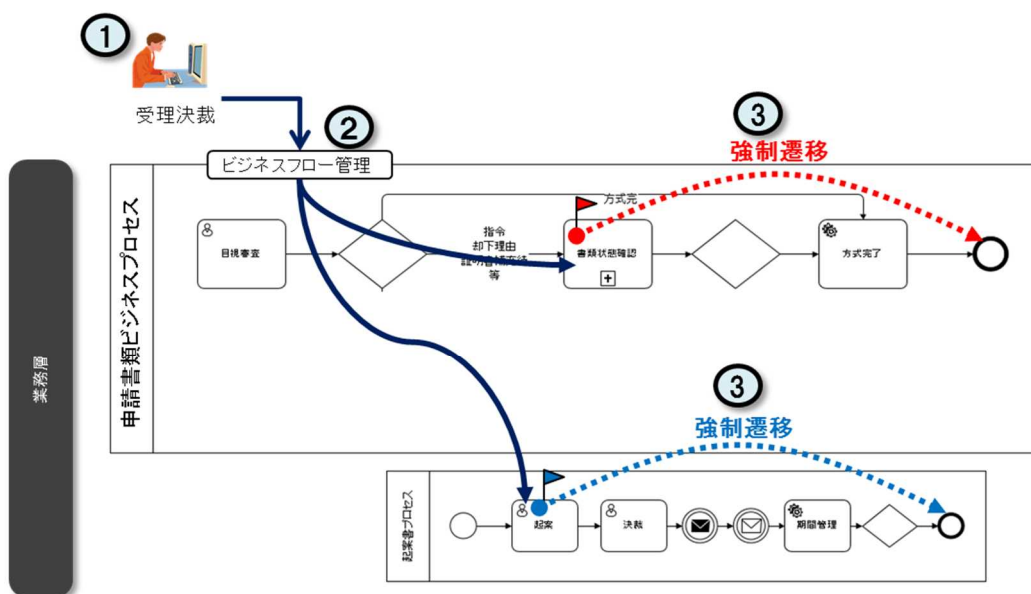 ①
受理決裁
②
ビジネスフロー管理
③
強制遷移
業務層
申請書類ビジネスプロセス
目視審査
指令
却下理由
等
方式完
書類状態確認
方式完了
③
強制遷移
起案書プロセス
起案
決裁
期間管理